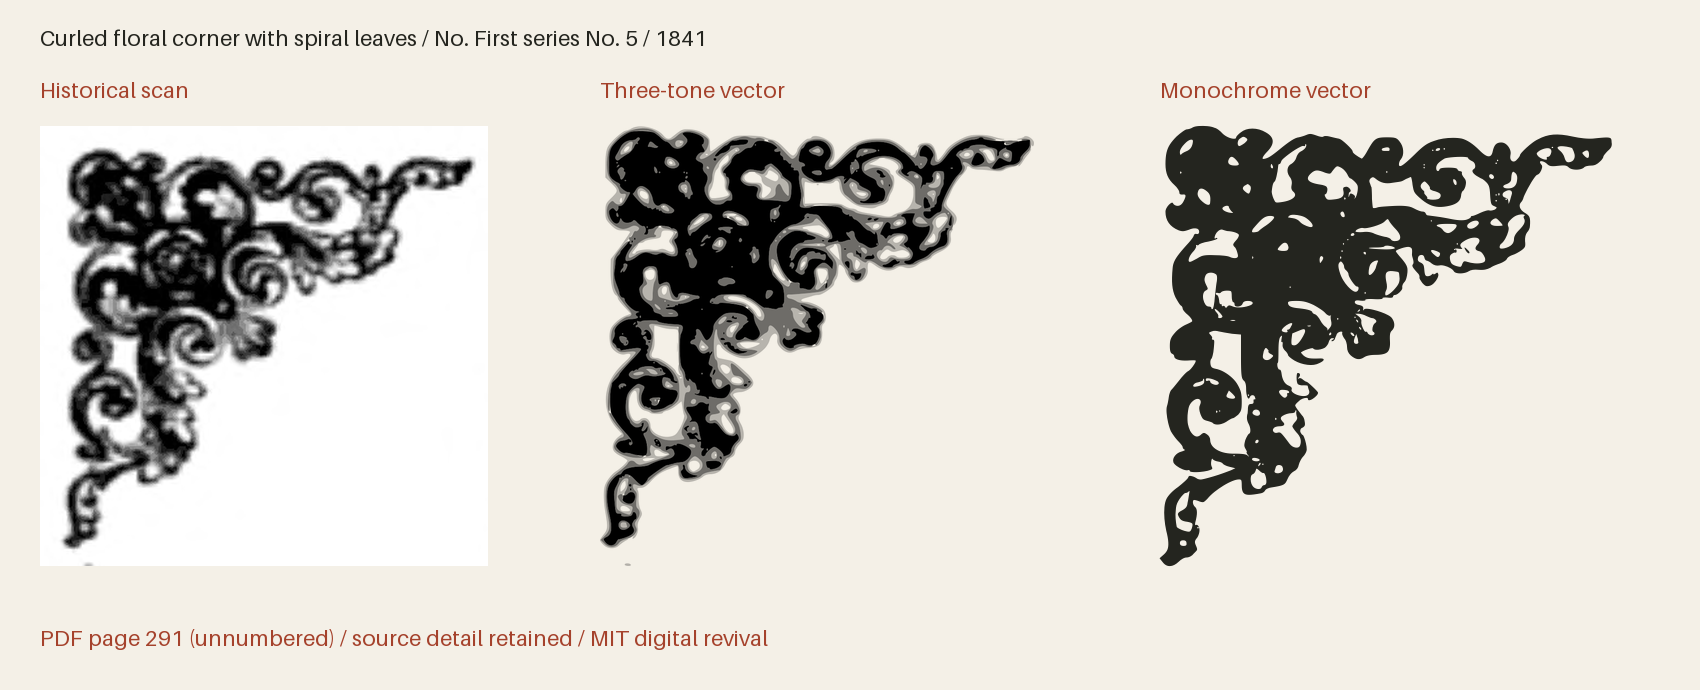 Curled floral corner with spiral leaves / No. First series No. 5 / 1841
Historical scan
Three-tone vector
Monochrome vector
PDF page 291 (unnumbered) / source detail retained / MIT digital revival